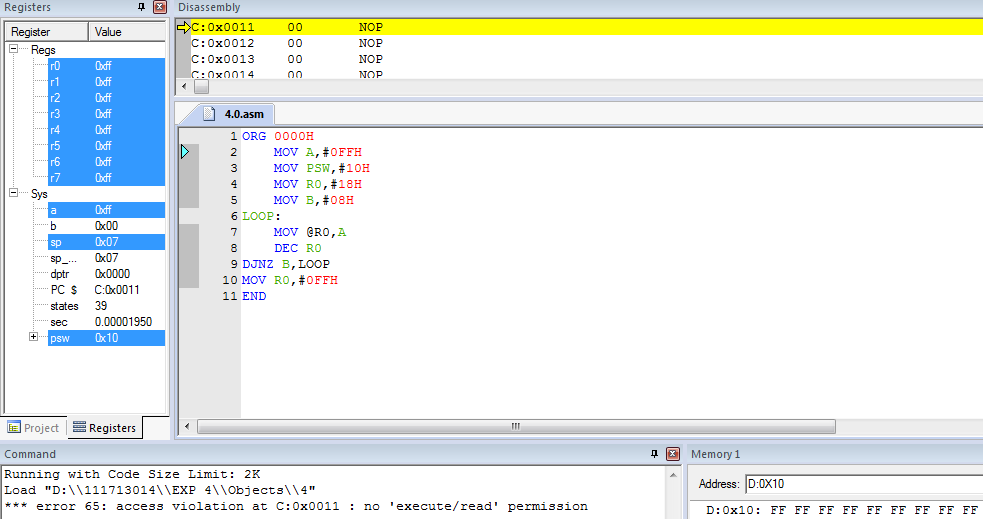 Registers
Register Value
Regs
r0 0xff
r1 0xff
r2 0xff
r3 0xff
r4 0xff
r5 0xff
r6 0xff
r7 0xff
Sys
a 0xff
b 0x00
sp 0x07
sp_... 0x07
dptr 0x0000
PC $ C:0x0011
states 39
sec 0.00001950
psw 0x10
Project Registers
Disassembly
C:0x0011 00 NOP
C:0x0012 00 NOP
C:0x0013 00 NOP
C:0x0014 00 NOP
4.0.asm
1 ORG 0000H
2 MOV A,#0FFH
3 MOV PSW,#10H
4 MOV R0,#18H
5 MOV B,#08H
6 LOOP:
7 MOV @R0,A
8 DEC R0
9 DJNZ B,LOOP
10 MOV R0,#0FFH
11 END
Command
Running with Code Size Limit: 2K
Load "D:\\111713014\\EXP 4\\Objects\\4"
*** error 65: access violation at C:0x0011 : no 'execute/read' permission
Memory 1
Address: D:0X10
D:0x10: FF FF FF FF FF FF FF FF